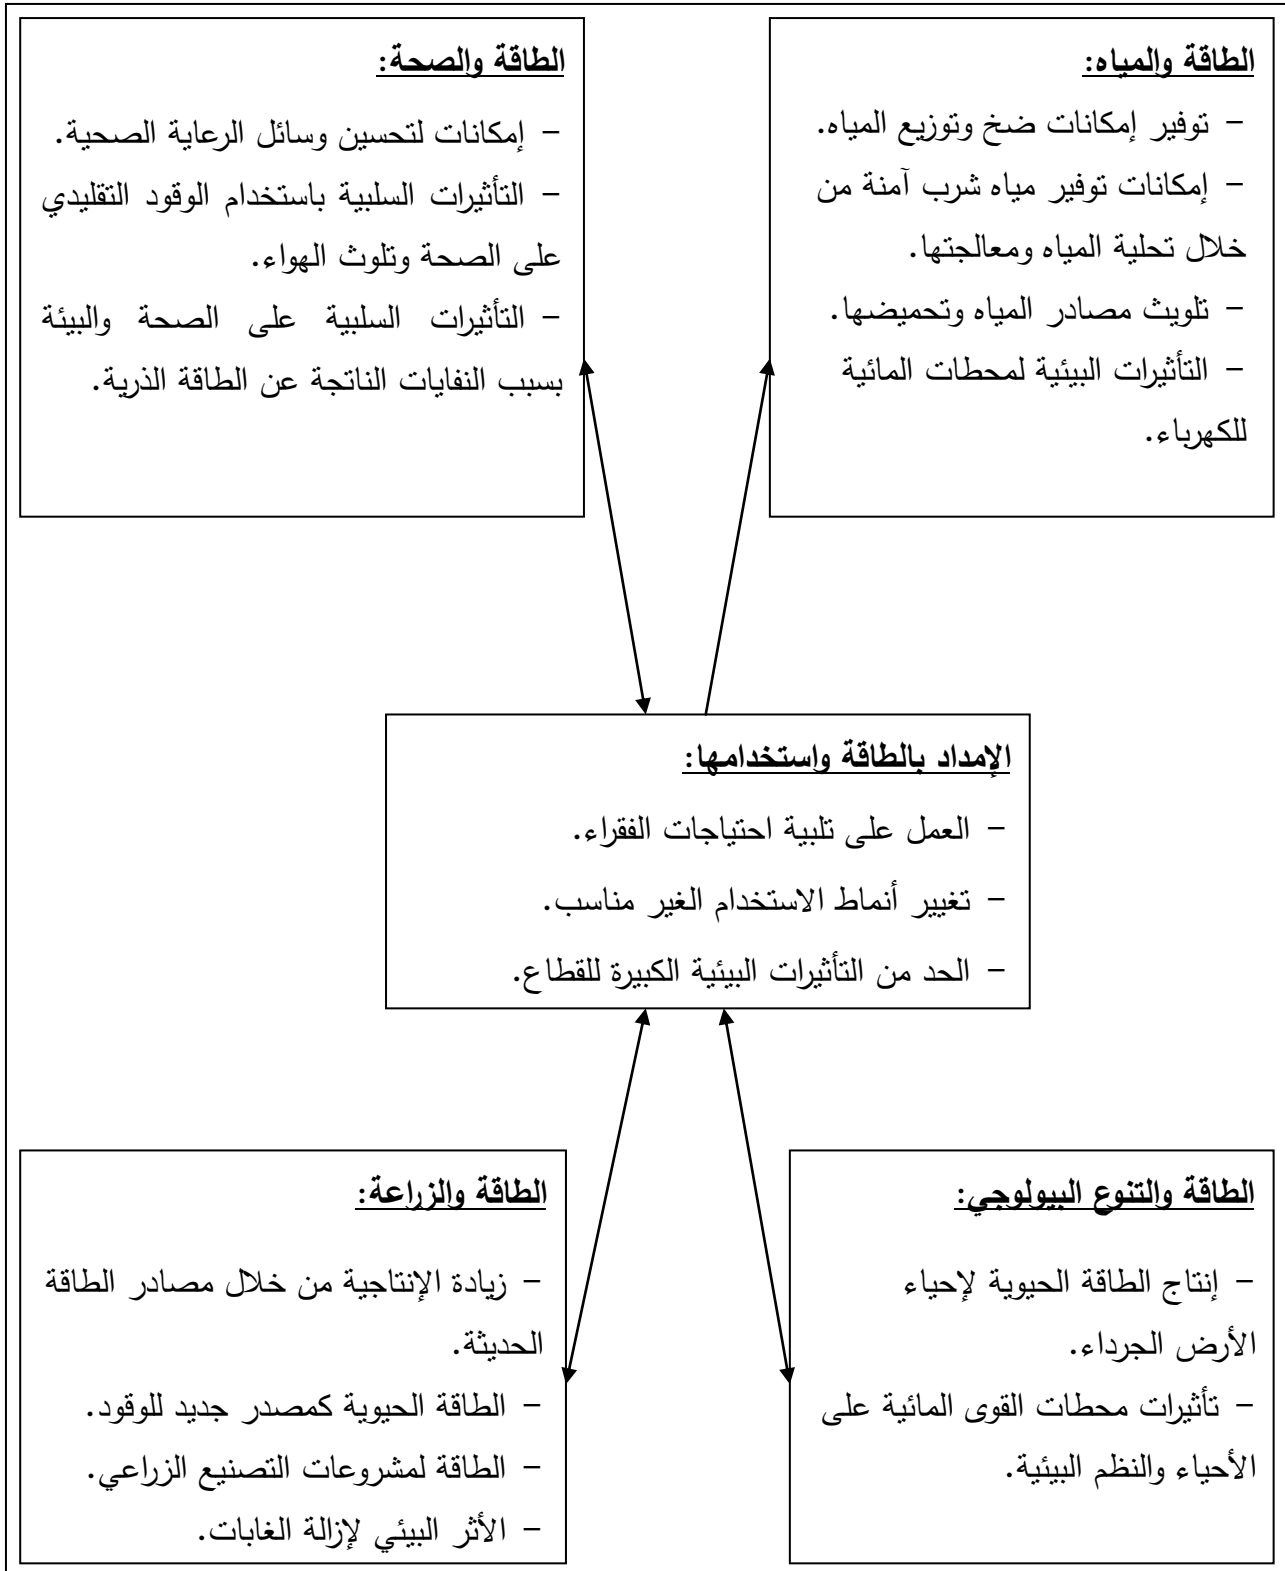 الطاقة والمياه:
– توفير إمكانات ضخ وتوزيع المياه.
– إمكانات توفير مياه شرب آمنة من
خلال تحلية المياه ومعالجتها.
– تلويث مصادر المياه وتحميضها.
– التأثيرات البيئية لمحطات المائية
للكهرباء.
الطاقة والصحة:
– إمكانات لتحسين وسائل الرعاية الصحية.
– التأثيرات السلبية باستخدام الوقود التقليدي
على الصحة وتلوث الهواء.
– التأثيرات السلبية على الصحة والبيئة
بسبب النفايات الناتجة عن الطاقة الذرية.
الإمداد بالطاقة واستخدامها:
– العمل على تلبية احتياجات الفقراء.
– تغيير أنماط الاستخدام الغير مناسب.
– الحد من التأثيرات البيئية الكبيرة للقطاع.
الطاقة والتنوع البيولوجي:
– إنتاج الطاقة الحيوية لإحياء
الأرض الجرداء.
– تأثيرات محطات القوى المائية على
الأحياء والنظم البيئية.
الطاقة والزراعة:
– زيادة الإنتاجية من خلال مصادر الطاقة
الحديثة.
– الطاقة الحيوية كمصدر جديد للوقود.
– الطاقة لمشروعات التصنيع الزراعي.
– الأثر البيئي لإزالة الغابات.